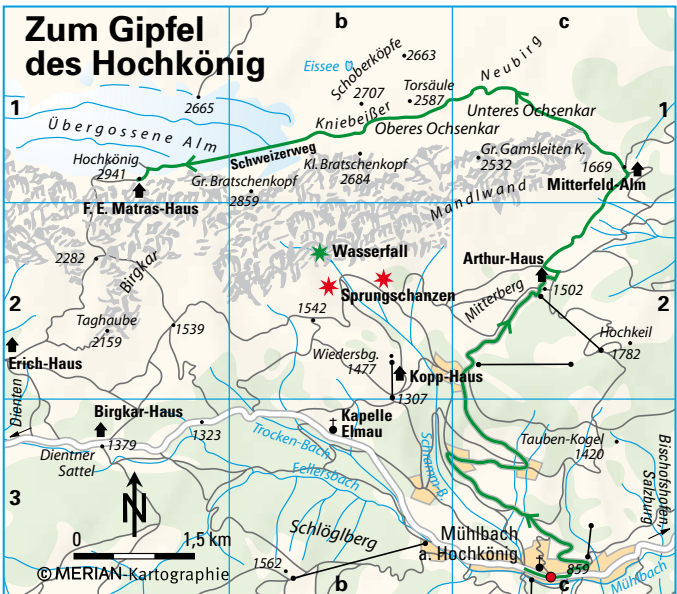 Zum Gipfel
des Hochkönig
b
c
1
2665
Eissee
Schoberköpfe
2663
2707
Torsäule
2587
Neubirg
Kniebeißer
Oberes Ochsenkar
Unteres Ochsenkar
1
Übergossene Alm
Schweizerweg
Hochkönig
2941
Gr. Bratschenkopf
2859
Kl. Bratschenkopf
2684
Gr. Gamsleiten K.
2532
1669
Mitterfeld-Alm
Mandlwand
F. E. Matras-Haus
Wasserfall
Arthur-Haus
2282
Birgkar
Sprungschanzen
Mitterberg
1502
2
2
Taghaube
2159
1539
1542
Hochkeil
1782
Erich-Haus
Wiedersbg.
1477
Kopp-Haus
1307
Dienten
Birgkar-Haus
1379
1323
Kapelle
Elmau
Dientner
Sattel
Trocken-Bach
Fellersbach
Schramm-B.
Tauben-Kogel
1420
Bischofshofen,
Salzburg
3
N
0
1,5 km
Schlöglberg
1562
Mühlbach
a. Hochkönig
859
Mühlbach
© MERIAN-Kartographie
b
c